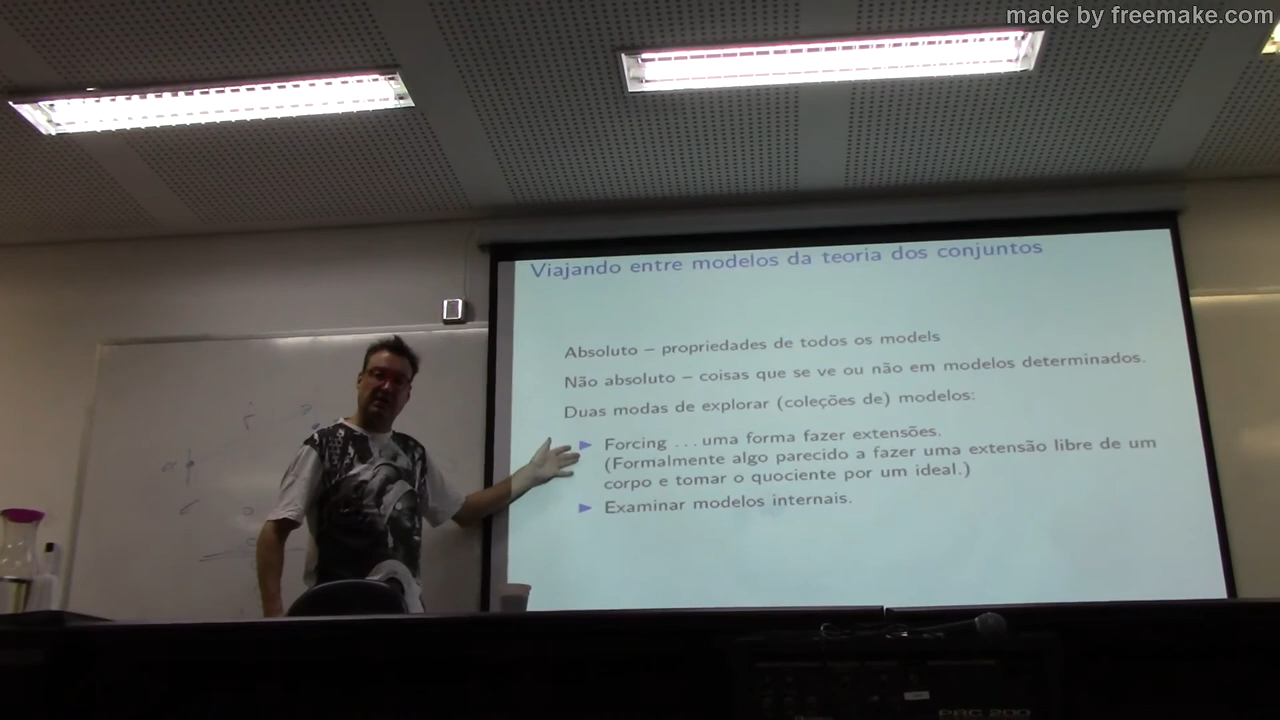 made by freemake.com
Viajando entre modelos da teoria dos conjuntos
Absoluto – propriedades de todos os models
Não absoluto – coisas que se ve ou não em modelos determinados.
Duas modas de explorar (coleções de) modelos:
Forcing ... uma forma fazer extensões.
(Formalmente algo parecido a fazer uma extensão libre de um
corpo e tomar o quociente por um ideal.)
Examinar modelos internais.